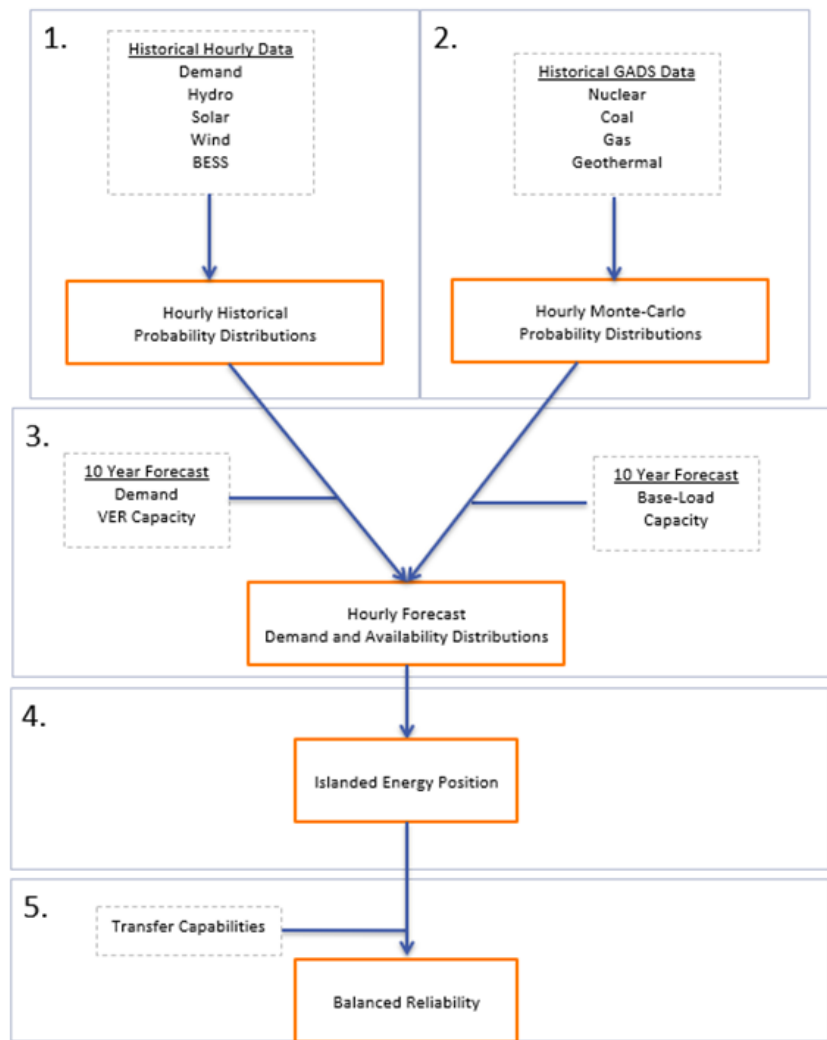 1.
Historical Hourly Data
Demand
Hydro
Solar
Wind
BESS
Hourly Historical
Probability Distributions
2.
Historical GADS Data
Nuclear
Coal
Gas
Geothermal
Hourly Monte-Carlo
Probability Distributions
3.
10 Year Forecast
Demand
VER Capacity
10 Year Forecast
Base-Load
Capacity
Hourly Forecast
Demand and Availability Distributions
4.
Islanded Energy Position
5.
Transfer Capabilities
Balanced Reliability